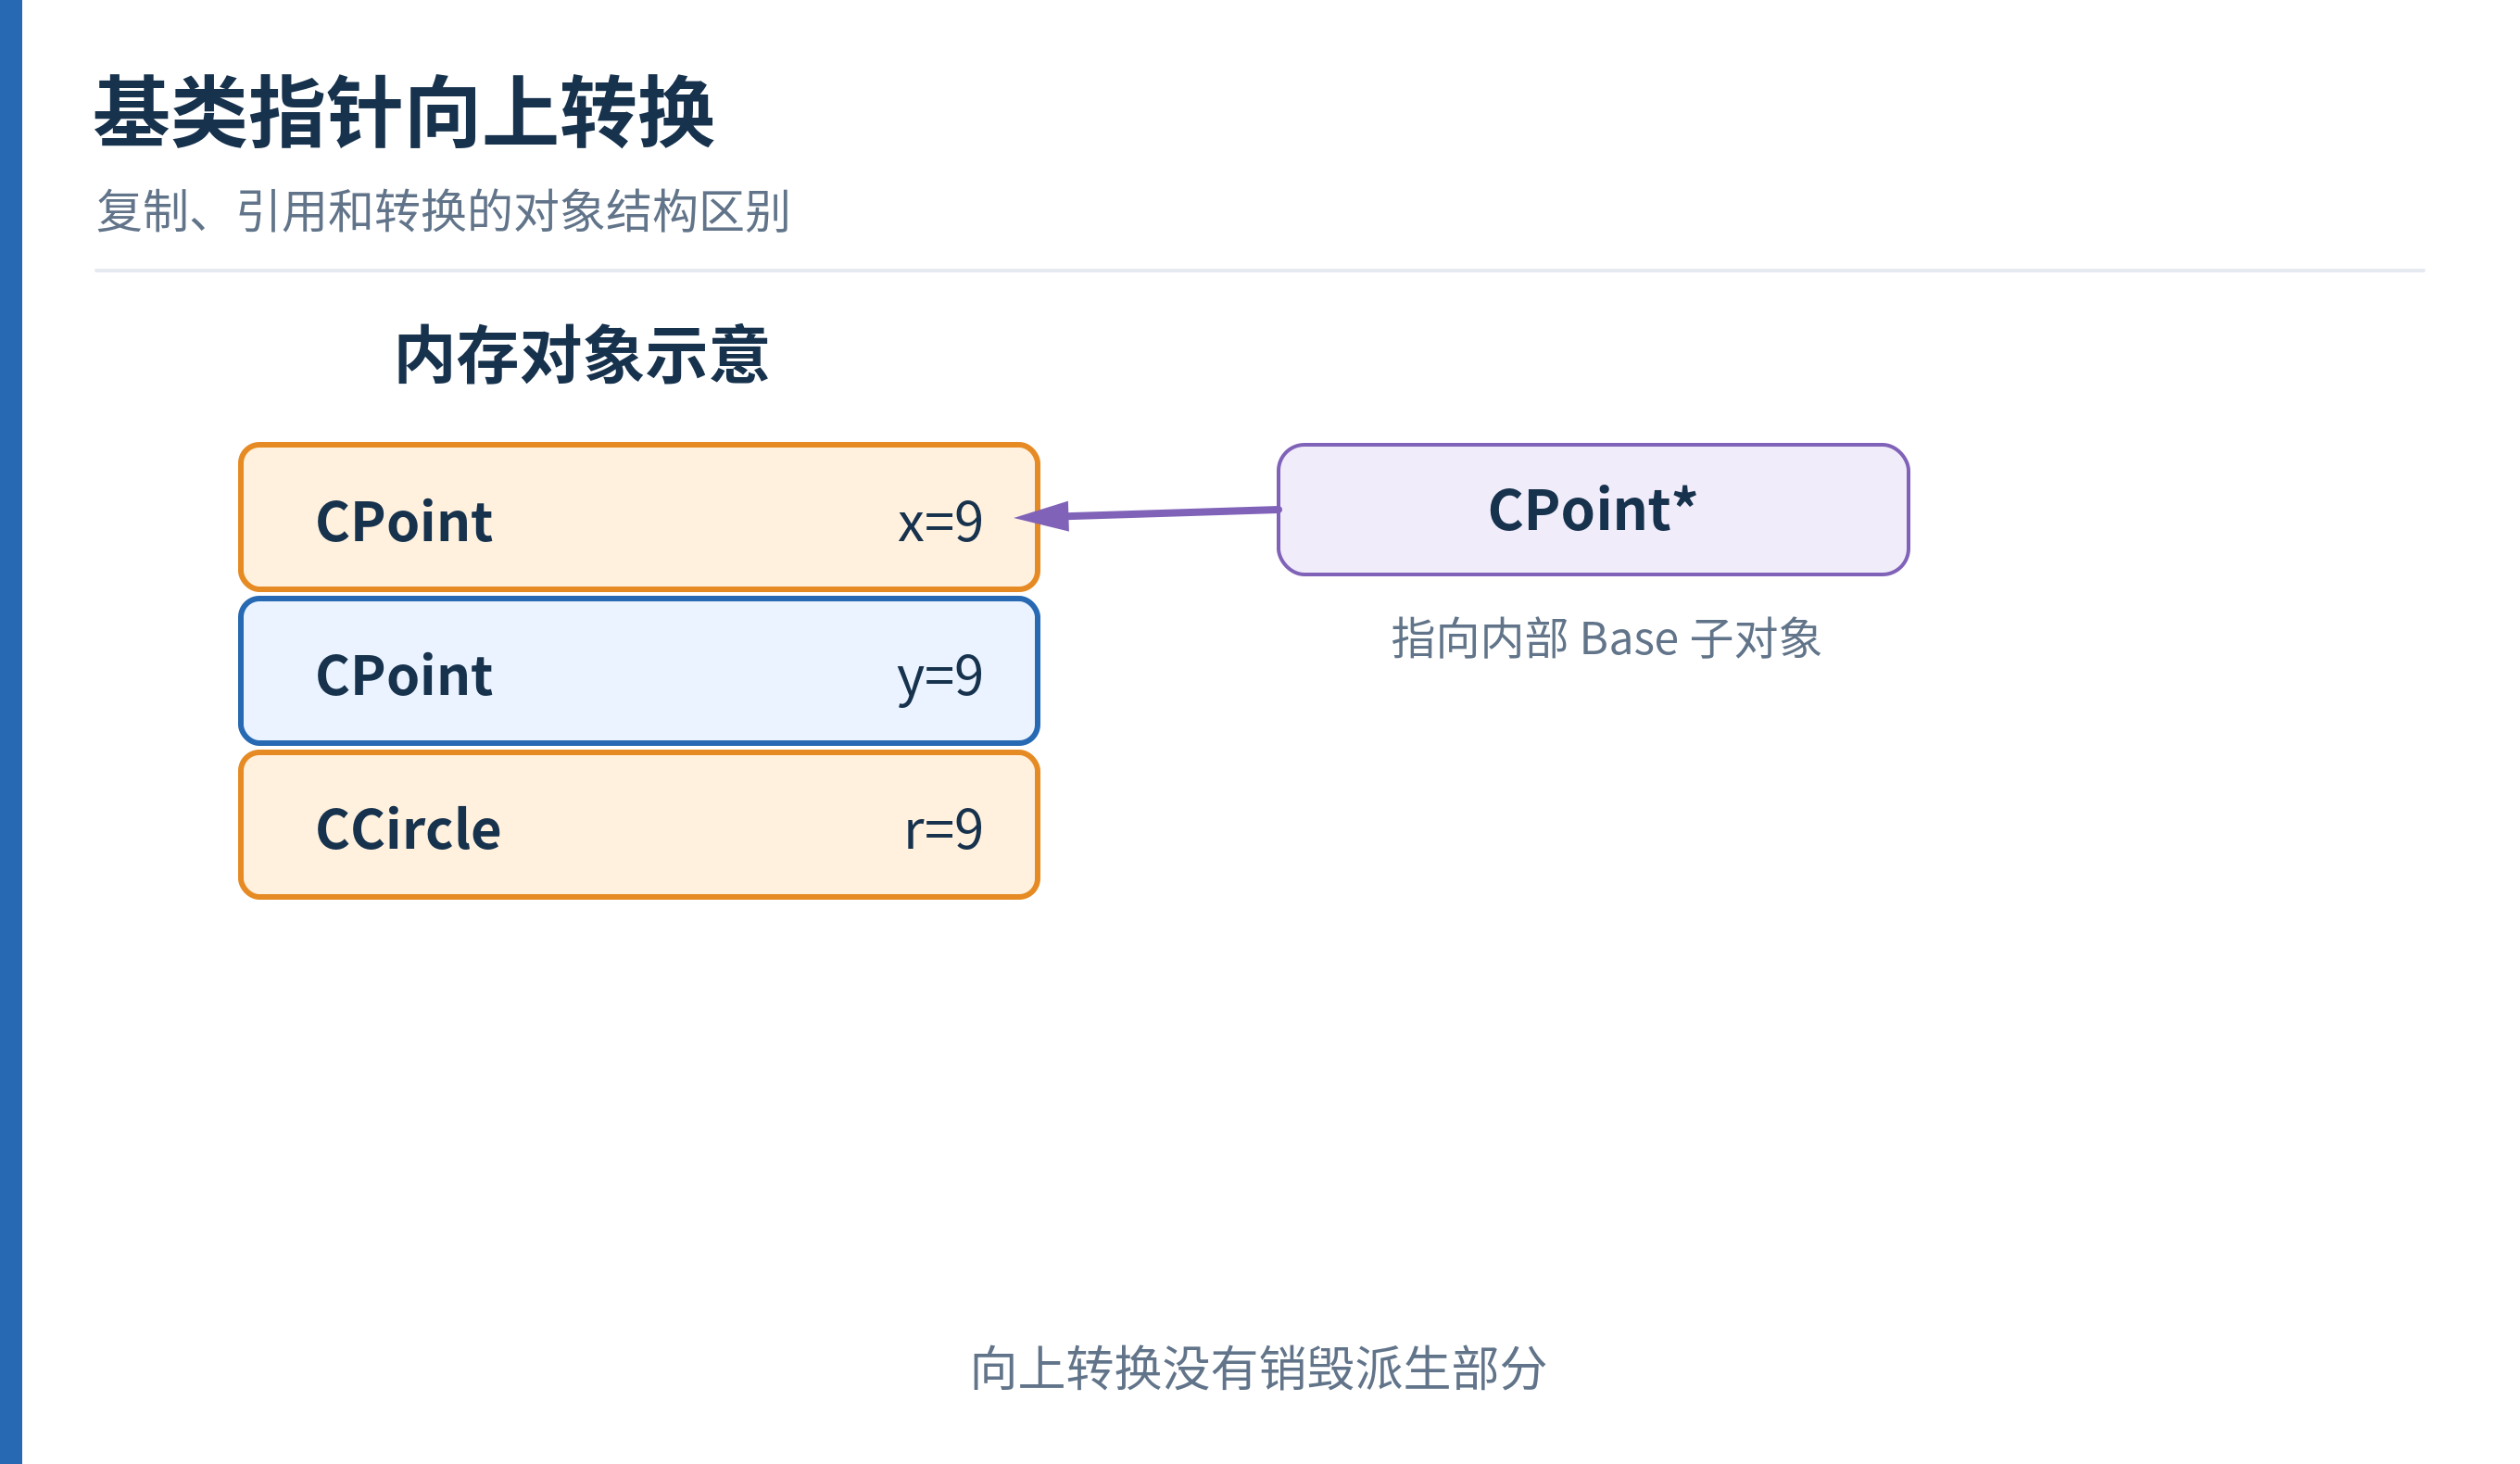 基类指针向上转换
复制、引用和转换的对象结构区别
内存对象示意
CPoint x=9
CPoint*
指向内部 Base 子对象
CPoint y=9
CCircle r=9
向上转换没有销毁派生部分